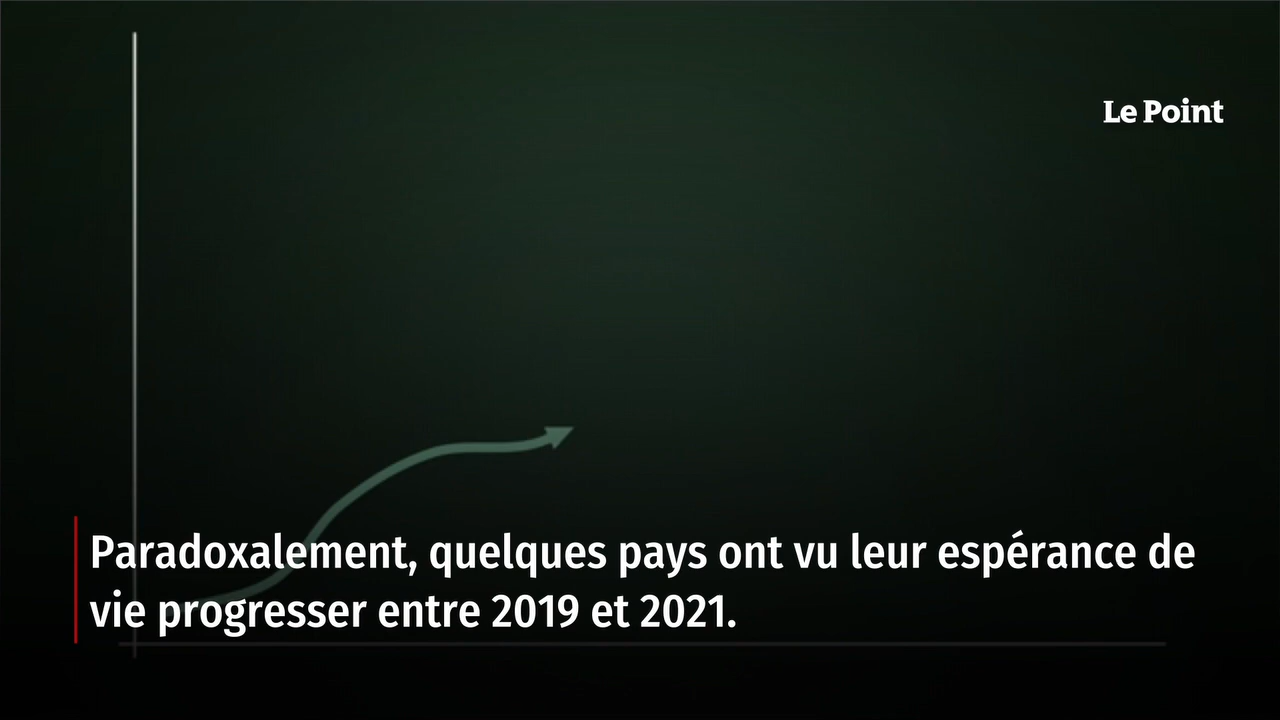 Le Point
Paradoxalement, quelques pays ont vu leur espérance de
vie progresser entre 2019 et 2021.